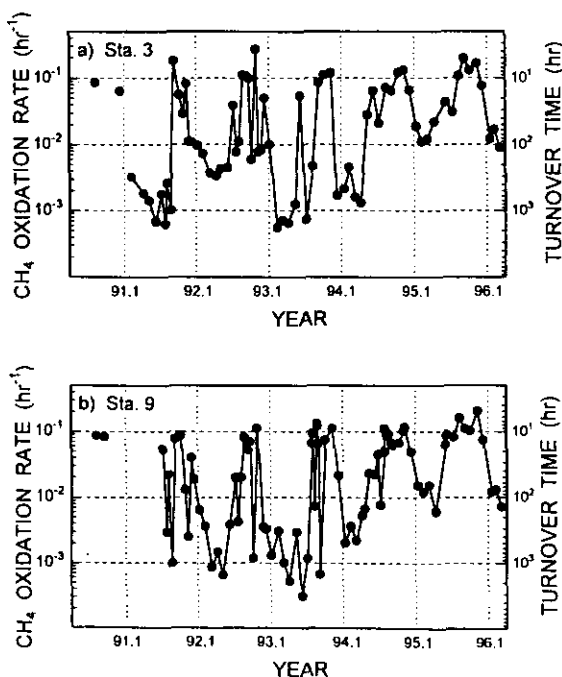 a) Sta. 3
CH₄ OXIDATION RATE (hr⁻¹)
10⁻¹
10⁻²
10⁻³
10¹
10²
10³
TURNOVER TIME (hr)
91.1 92.1 93.1 94.1 95.1 96.1
YEAR
b) Sta. 9
CH₄ OXIDATION RATE (hr⁻¹)
10⁻¹
10⁻²
10⁻³
10¹
10²
10³
TURNOVER TIME (hr)
91.1 92.1 93.1 94.1 95.1 96.1
YEAR